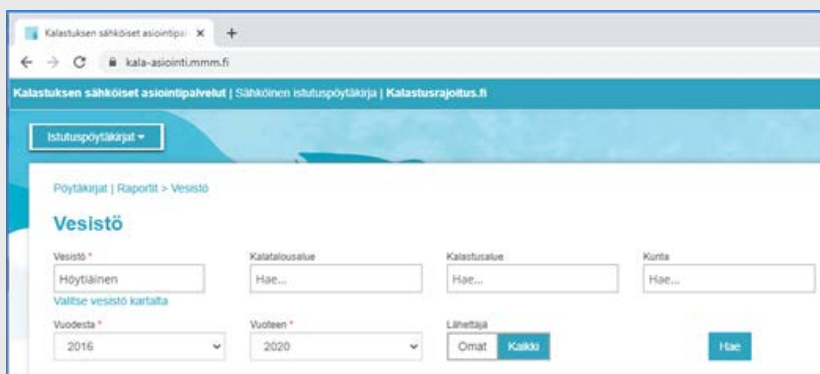 Kalastuksen sähköiset asiointipal
kala-asiointi.mmm.fi
Kalastuksen sähköiset asiointipalvelut | Sähköinen istutuspöytäkirja | Kalastusrajoitus.fi
Istutuspöytäkirjat
Pöytäkirjat | Raportit > Vesistö
Vesistö
Vesistö * Kalatalousalue Kalastusalue Kunta
Höytiäinen Hae... Hae... Hae...
Valitse vesistö kartalta
Vuodesta * Vuoteen * Lähettäjä
2016 2020 Omat Kaikki Hae